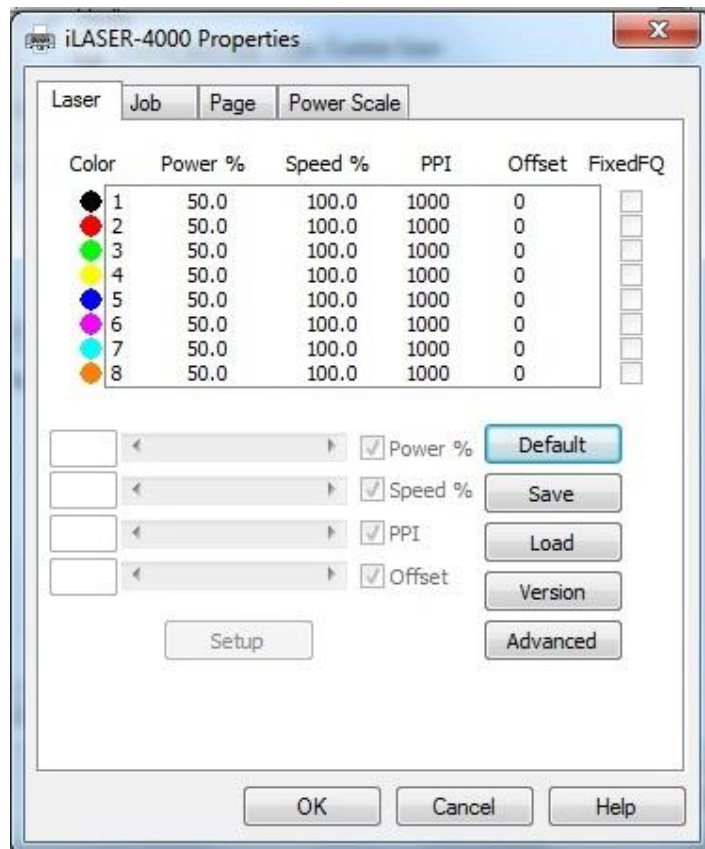 iLASER-4000 Properties
Laser Job Page Power Scale
Color Power % Speed % PPI Offset FixedFQ
1 50.0 100.0 1000 0
2 50.0 100.0 1000 0
3 50.0 100.0 1000 0
4 50.0 100.0 1000 0
5 50.0 100.0 1000 0
6 50.0 100.0 1000 0
7 50.0 100.0 1000 0
8 50.0 100.0 1000 0
Power % Default
Speed % Save
PPI Load
Offset Version
Setup Advanced
OK Cancel Help